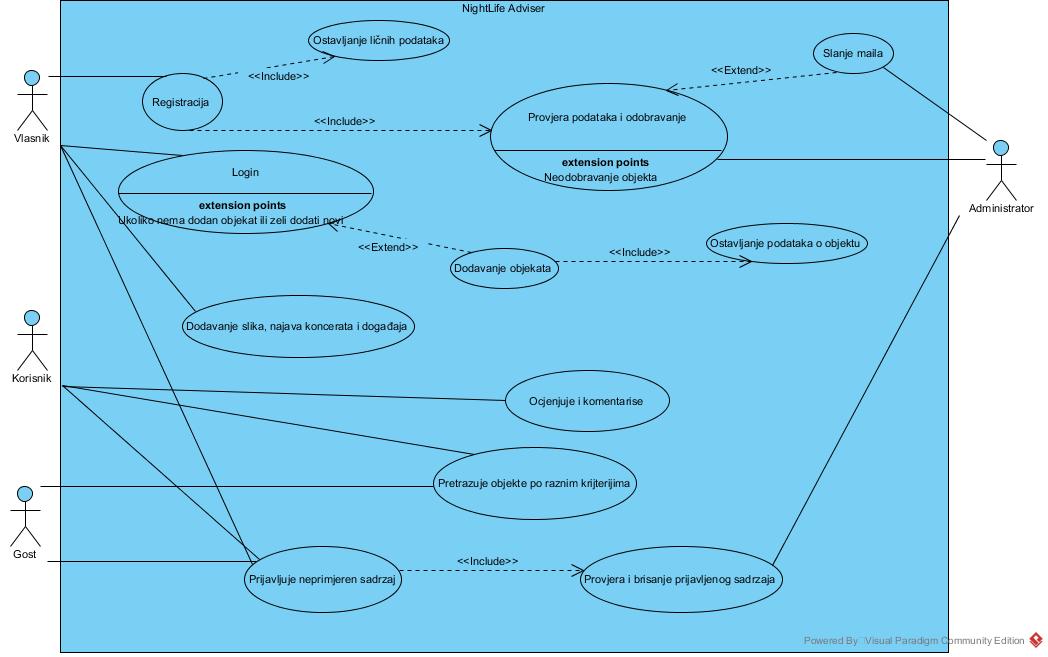 NightLife Adviser
Ostavljanje ličnih podataka
Slanje maila
<<Include>>
<<Extend>>
Registracija
Provjera podataka i odobravanje
<<Include>>
Vlasnik
extension points
Neodobravanje objekta
Login
extension points
Ukoliko nema dodan objekat ili zeli dodati novi
Administrator
<<Extend>>
Ostavljanje podataka o objektu
<<Include>>
Dodavanje objekata
Dodavanje slika, najava koncerata i događaja
Korisnik
Ocjenjuje i komentarise
Pretrazuje objekte po raznim krijterijima
Gost
<<Include>>
Prijavljuje neprimjeren sadrzaj
Provjera i brisanje prijavljenog sadrzaja
Powered By Visual Paradigm Community Edition